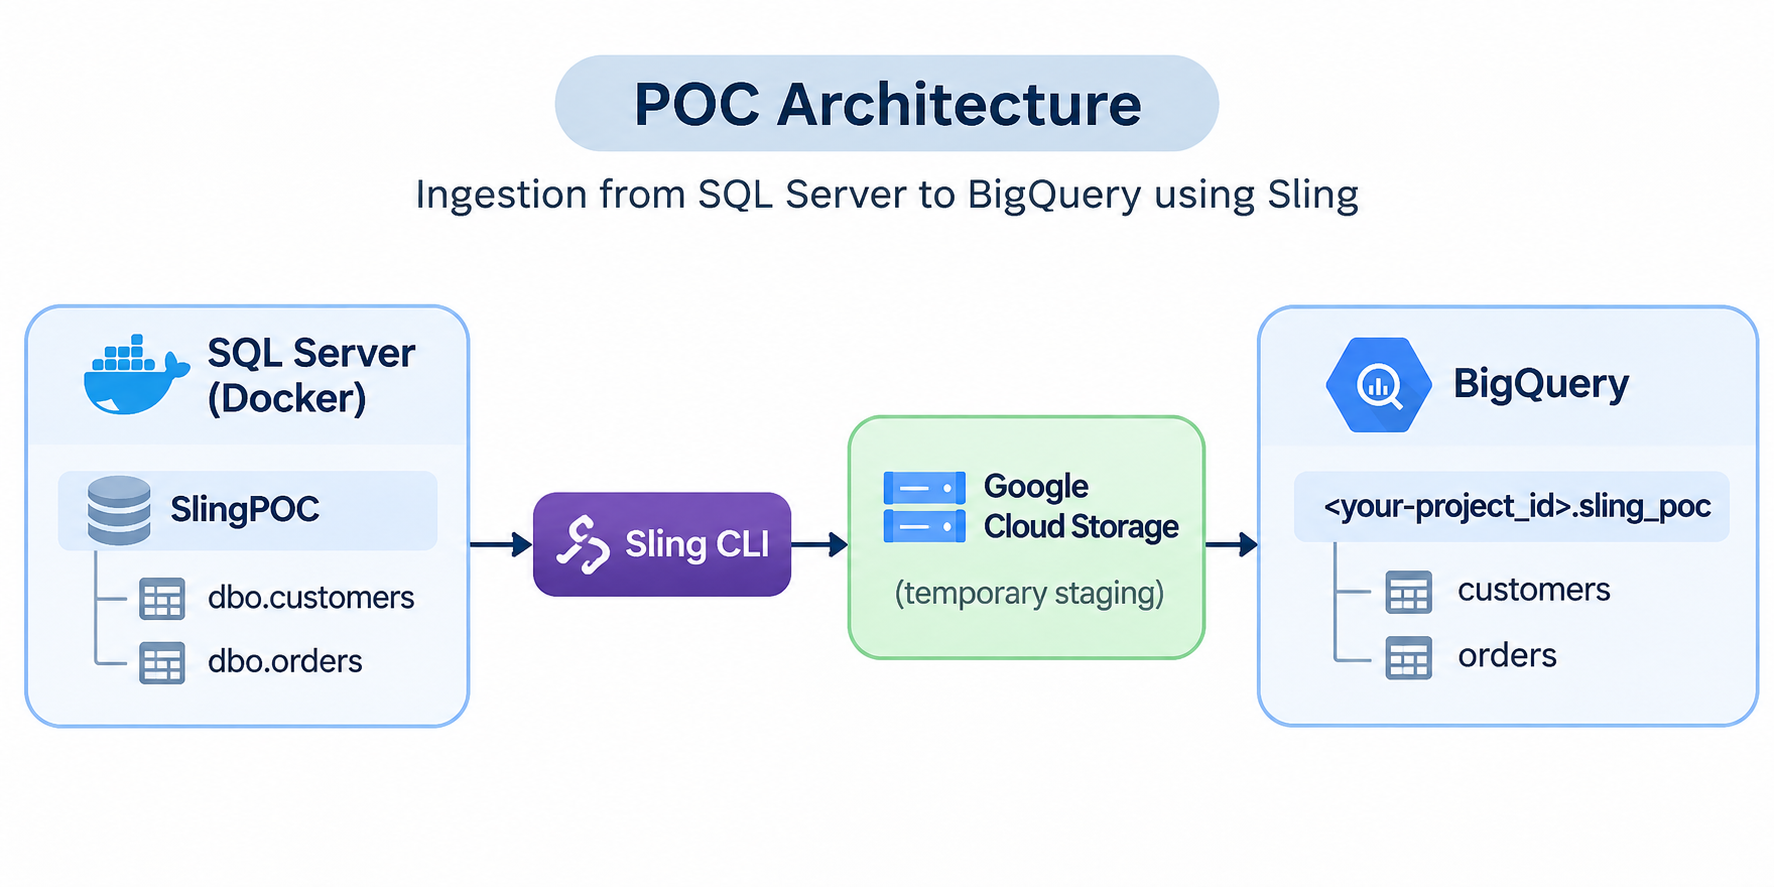 POC Architecture
Ingestion from SQL Server to BigQuery using Sling
SQL Server
(Docker)
SlingPOC
dbo.customers
dbo.orders
Sling CLI
Google
Cloud Storage
(temporary staging)
BigQuery
<your-project_id>.sling_poc
customers
orders